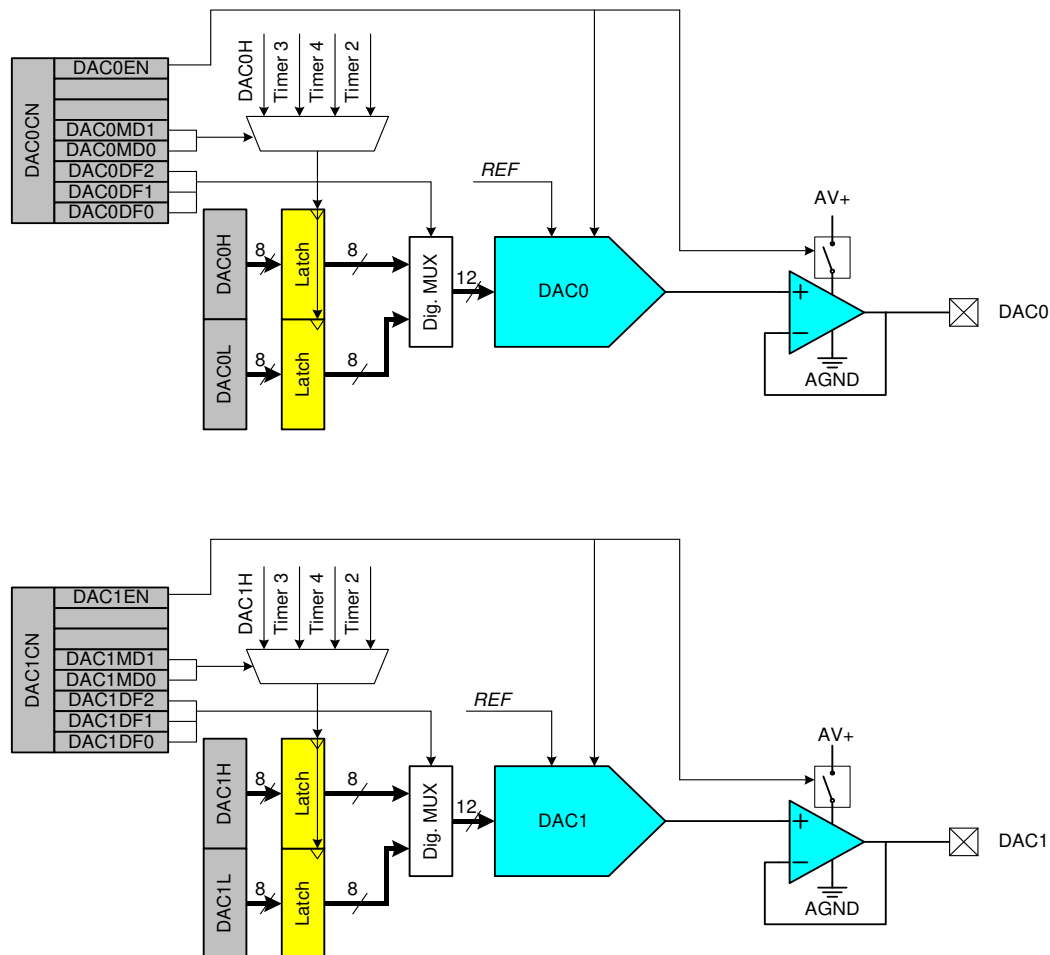 DAC0CN
DAC0EN
DAC0MD1
DAC0MD0
DAC0DF2
DAC0DF1
DAC0DF0
DAC0H
Timer 3
Timer 4
Timer 2
REF
AV+
DAC0H
8
Latch
8
Dig. MUX
12
DAC0
+
−
DAC0
DAC0L
8
Latch
8
AGND
DAC1CN
DAC1EN
DAC1MD1
DAC1MD0
DAC1DF2
DAC1DF1
DAC1DF0
DAC1H
Timer 3
Timer 4
Timer 2
REF
AV+
DAC1H
8
Latch
8
Dig. MUX
12
DAC1
+
−
DAC1
DAC1L
8
Latch
8
AGND